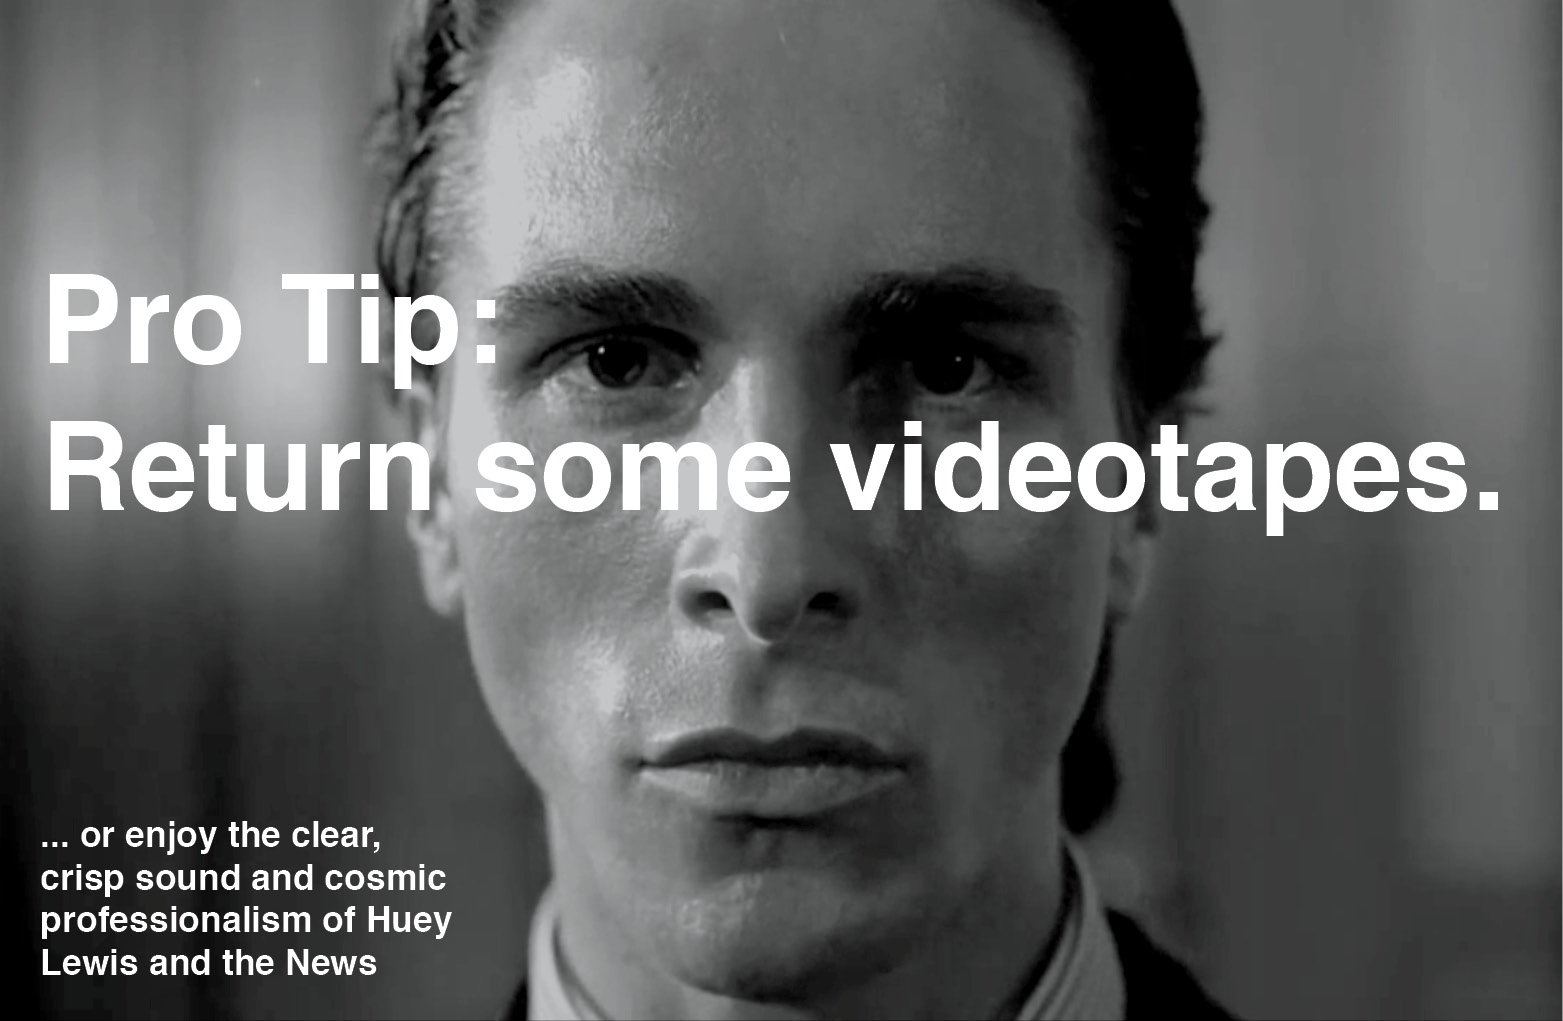 Pro Tip:
Return some videotapes.
... or enjoy the clear,
crisp sound and cosmic
professionalism of Huey
Lewis and the News